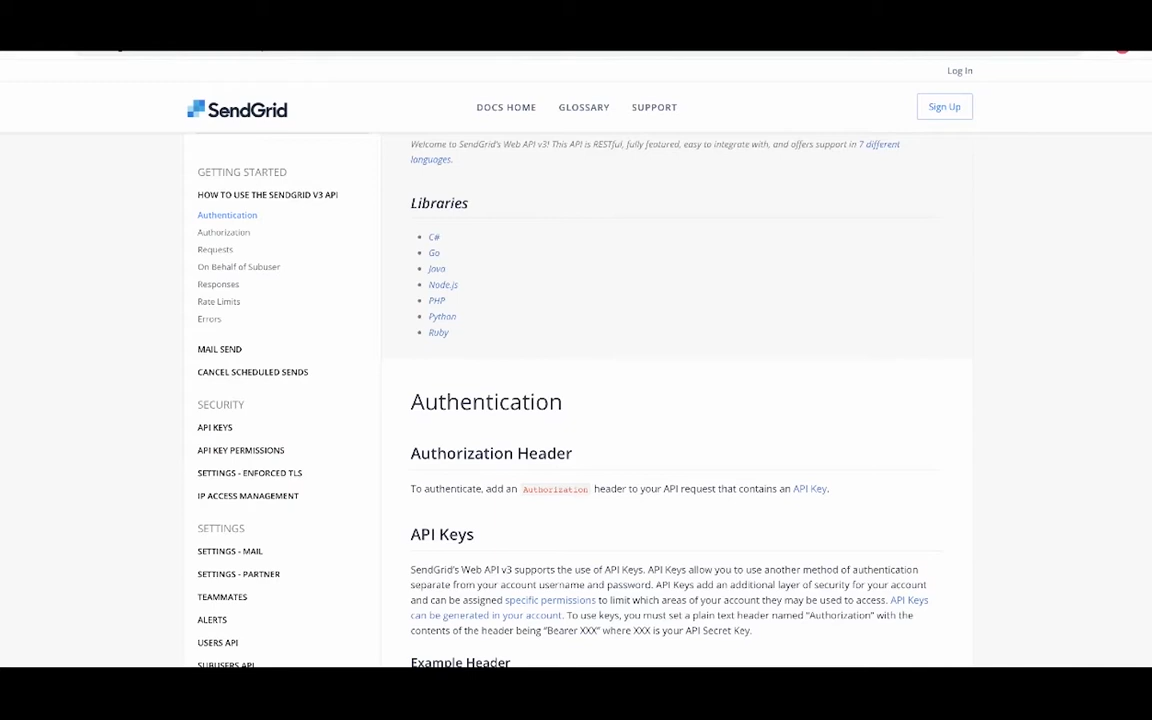 Log In
SendGrid
DOCS HOME
GLOSSARY
SUPPORT
Sign Up
GETTING STARTED
HOW TO USE THE SENDGRID V3 API
Authentication
Authorization
Requests
On Behalf of Subuser
Responses
Rate Limits
Errors
MAIL SEND
CANCEL SCHEDULED SENDS
SECURITY
API KEYS
API KEY PERMISSIONS
SETTINGS - ENFORCED TLS
IP ACCESS MANAGEMENT
SETTINGS
SETTINGS - MAIL
SETTINGS - PARTNER
TEAMMATES
ALERTS
USERS API
SUBUSERS API
Welcome to SendGrid's Web API v3! This API is RESTful, fully featured, easy to integrate with, and offers support in 7 different
languages.
Libraries
C#
Go
Java
Node.js
PHP
Python
Ruby
Authentication
Authorization Header
To authenticate, add an Authorization header to your API request that contains an API Key.
API Keys
SendGrid's Web API v3 supports the use of API Keys. API Keys allow you to use another method of authentication
separate from your account username and password. API Keys add an additional layer of security for your account
and can be assigned specific permissions to limit which areas of your account they may be used to access. API Keys
can be generated in your account. To use keys, you must set a plain text header named "Authorization" with the
contents of the header being "Bearer XXX" where XXX is your API Secret Key.
Example Header